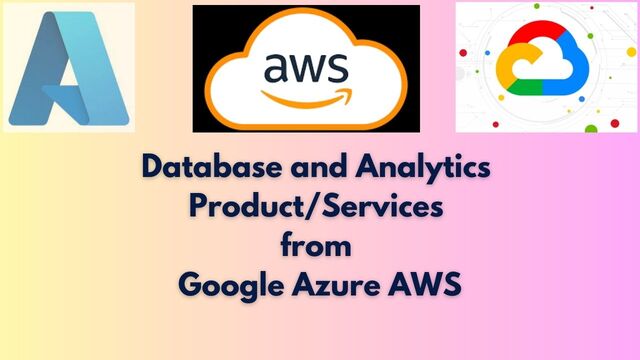 aws
Database and Analytics
Product/Services
from
Google Azure AWS